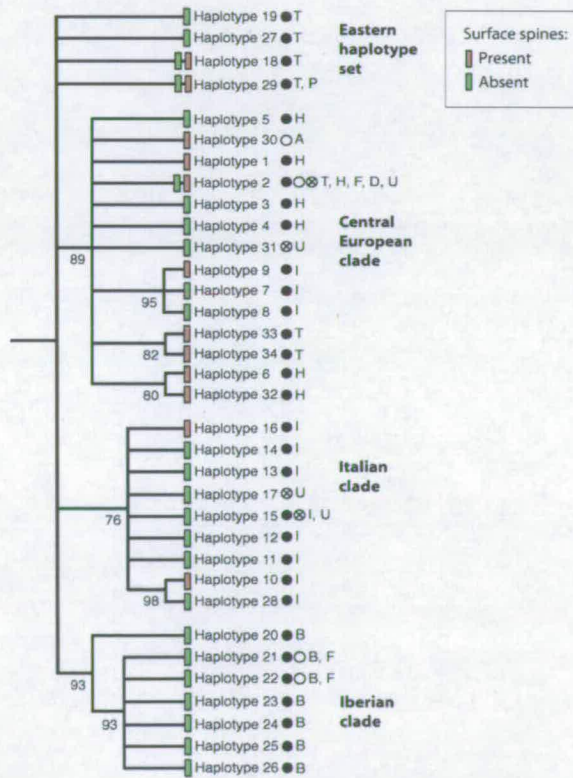 Haplotype 19 ● T
Haplotype 27 ● T
Haplotype 18 ● T
Haplotype 29 ● T, P
Eastern
haplotype
set
Surface spines:
Present
Absent
Haplotype 5 ● H
Haplotype 30 ○ A
Haplotype 1 ● H
Haplotype 2 ●○⊗ T, H, F, D, U
Haplotype 3 ● H
Haplotype 4 ● H
Haplotype 31 ⊗ U
Haplotype 9 ● I
Haplotype 7 ● I
Haplotype 8 ● I
Haplotype 33 ● T
Haplotype 34 ● T
Haplotype 6 ● H
Haplotype 32 ● H
Central
European
clade
89
95
82
80
Haplotype 16 ● I
Haplotype 14 ● I
Haplotype 13 ● I
Haplotype 17 ⊗ U
Haplotype 15 ●⊗ I, U
Haplotype 12 ● I
Haplotype 11 ● I
Haplotype 10 ● I
Haplotype 28 ● I
Italian
clade
76
98
Haplotype 20 ● B
Haplotype 21 ●○ B, F
Haplotype 22 ●○ B, F
Haplotype 23 ● B
Haplotype 24 ● B
Haplotype 25 ● B
Haplotype 26 ● B
Iberian
clade
93
93